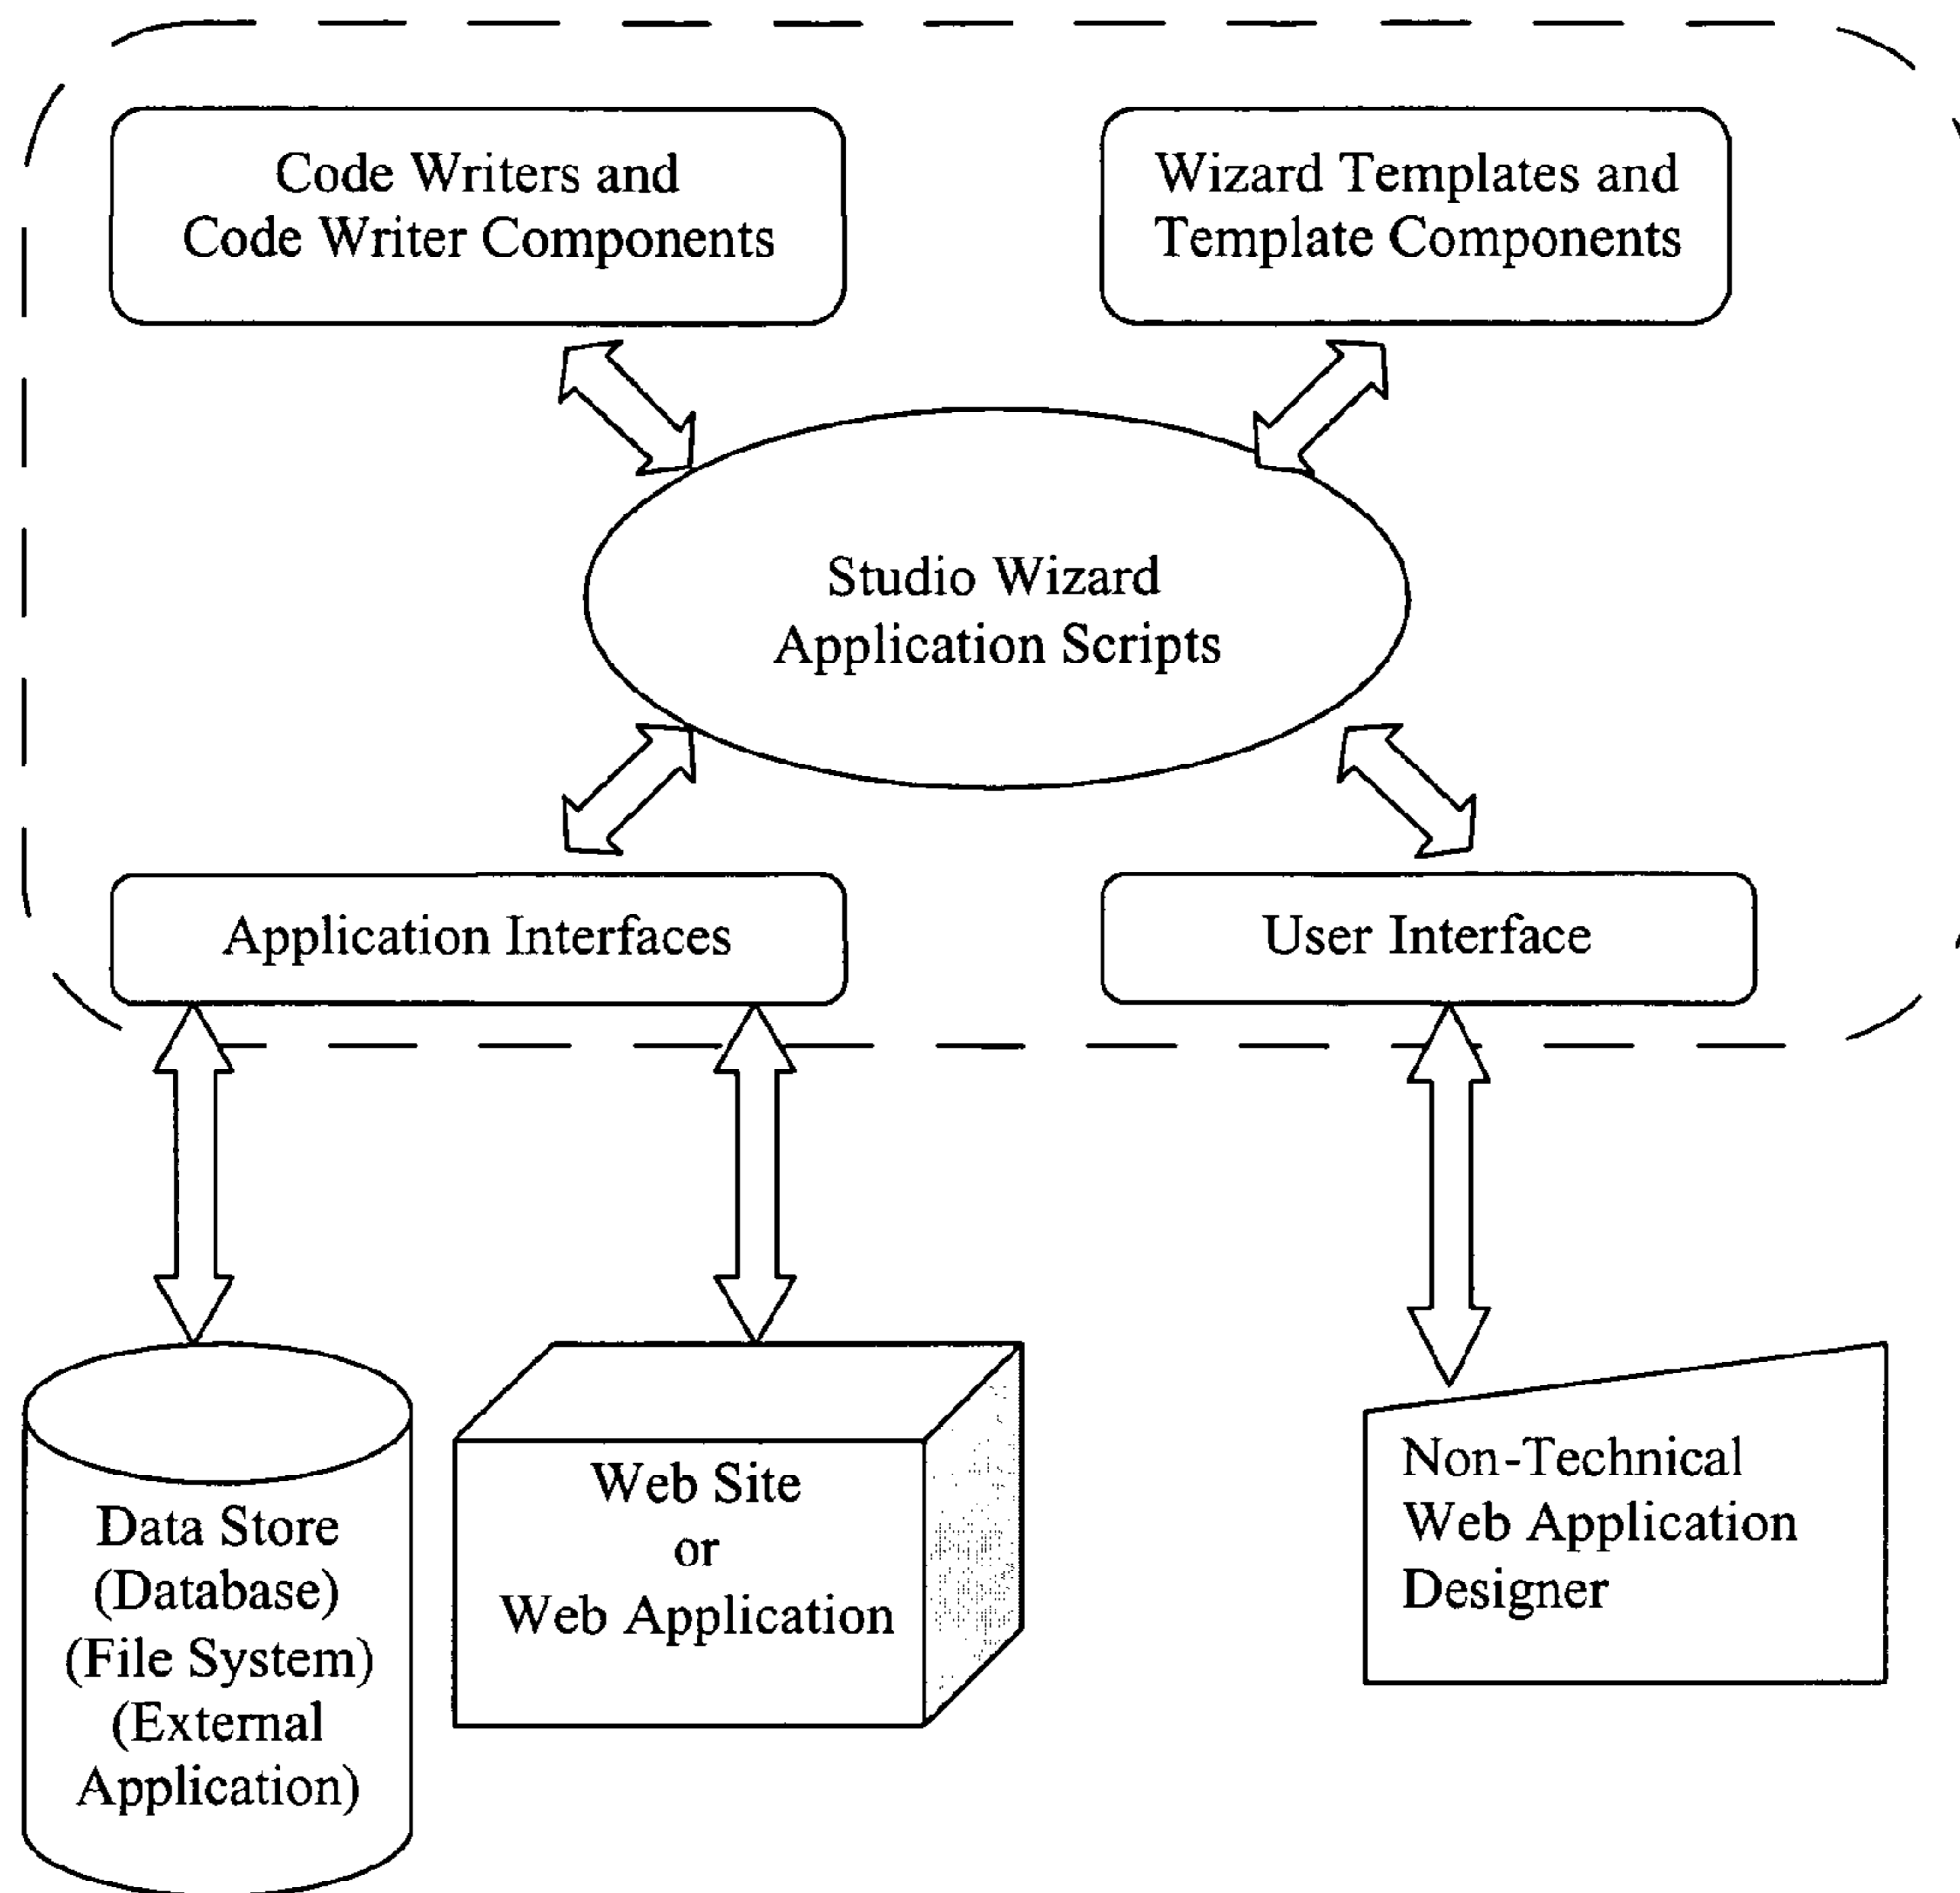 Code Writers and
Code Writer Components
Wizard Templates and
Template Components
Studio Wizard
Application Scripts
Application Interfaces
User Interface
Data Store
(Database)
(File System)
(External
Application)
Web Site
or
Web Application
Non-Technical
Web Application
Designer